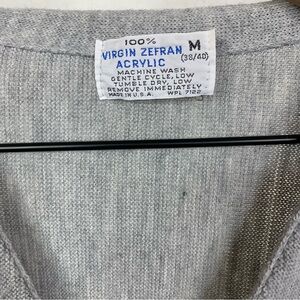 100%
VIRGIN ZEFRAN M
ACRYLIC (38/40)
MACHINE WASH
GENTLE CYCLE, LOW
TUMBLE DRY, LOW
REMOVE IMMEDIATELY
MADE IN U.S.A. WPL 7122